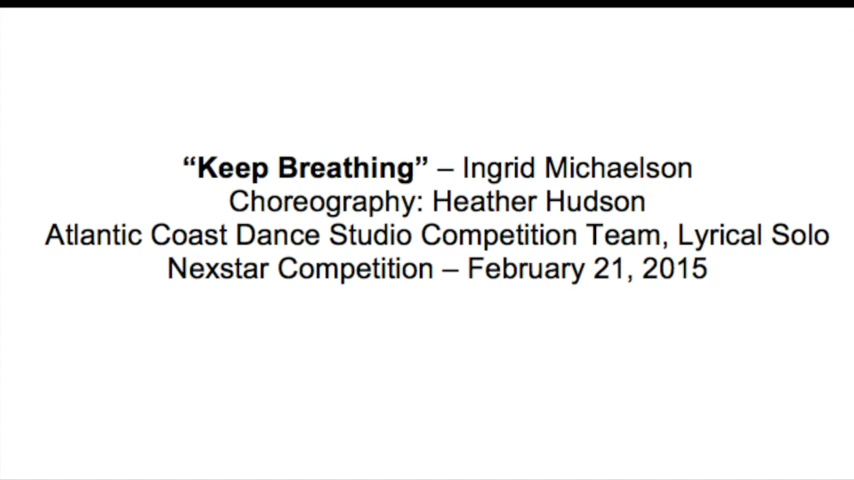 “Keep Breathing” – Ingrid Michaelson
Choreography: Heather Hudson
Atlantic Coast Dance Studio Competition Team, Lyrical Solo
Nexstar Competition – February 21, 2015